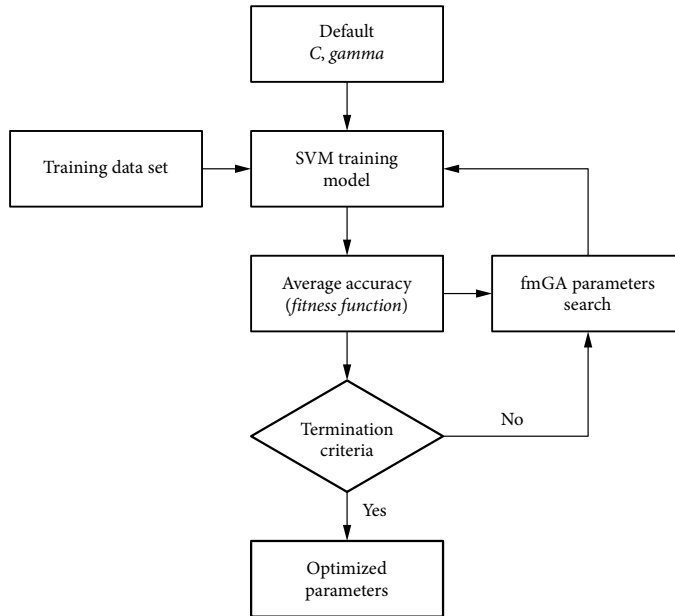 Default
C, gamma
Training data set
SVM training
model
Average accuracy
(fitness function)
fmGA parameters
search
Termination
criteria
No
Yes
Optimized
parameters